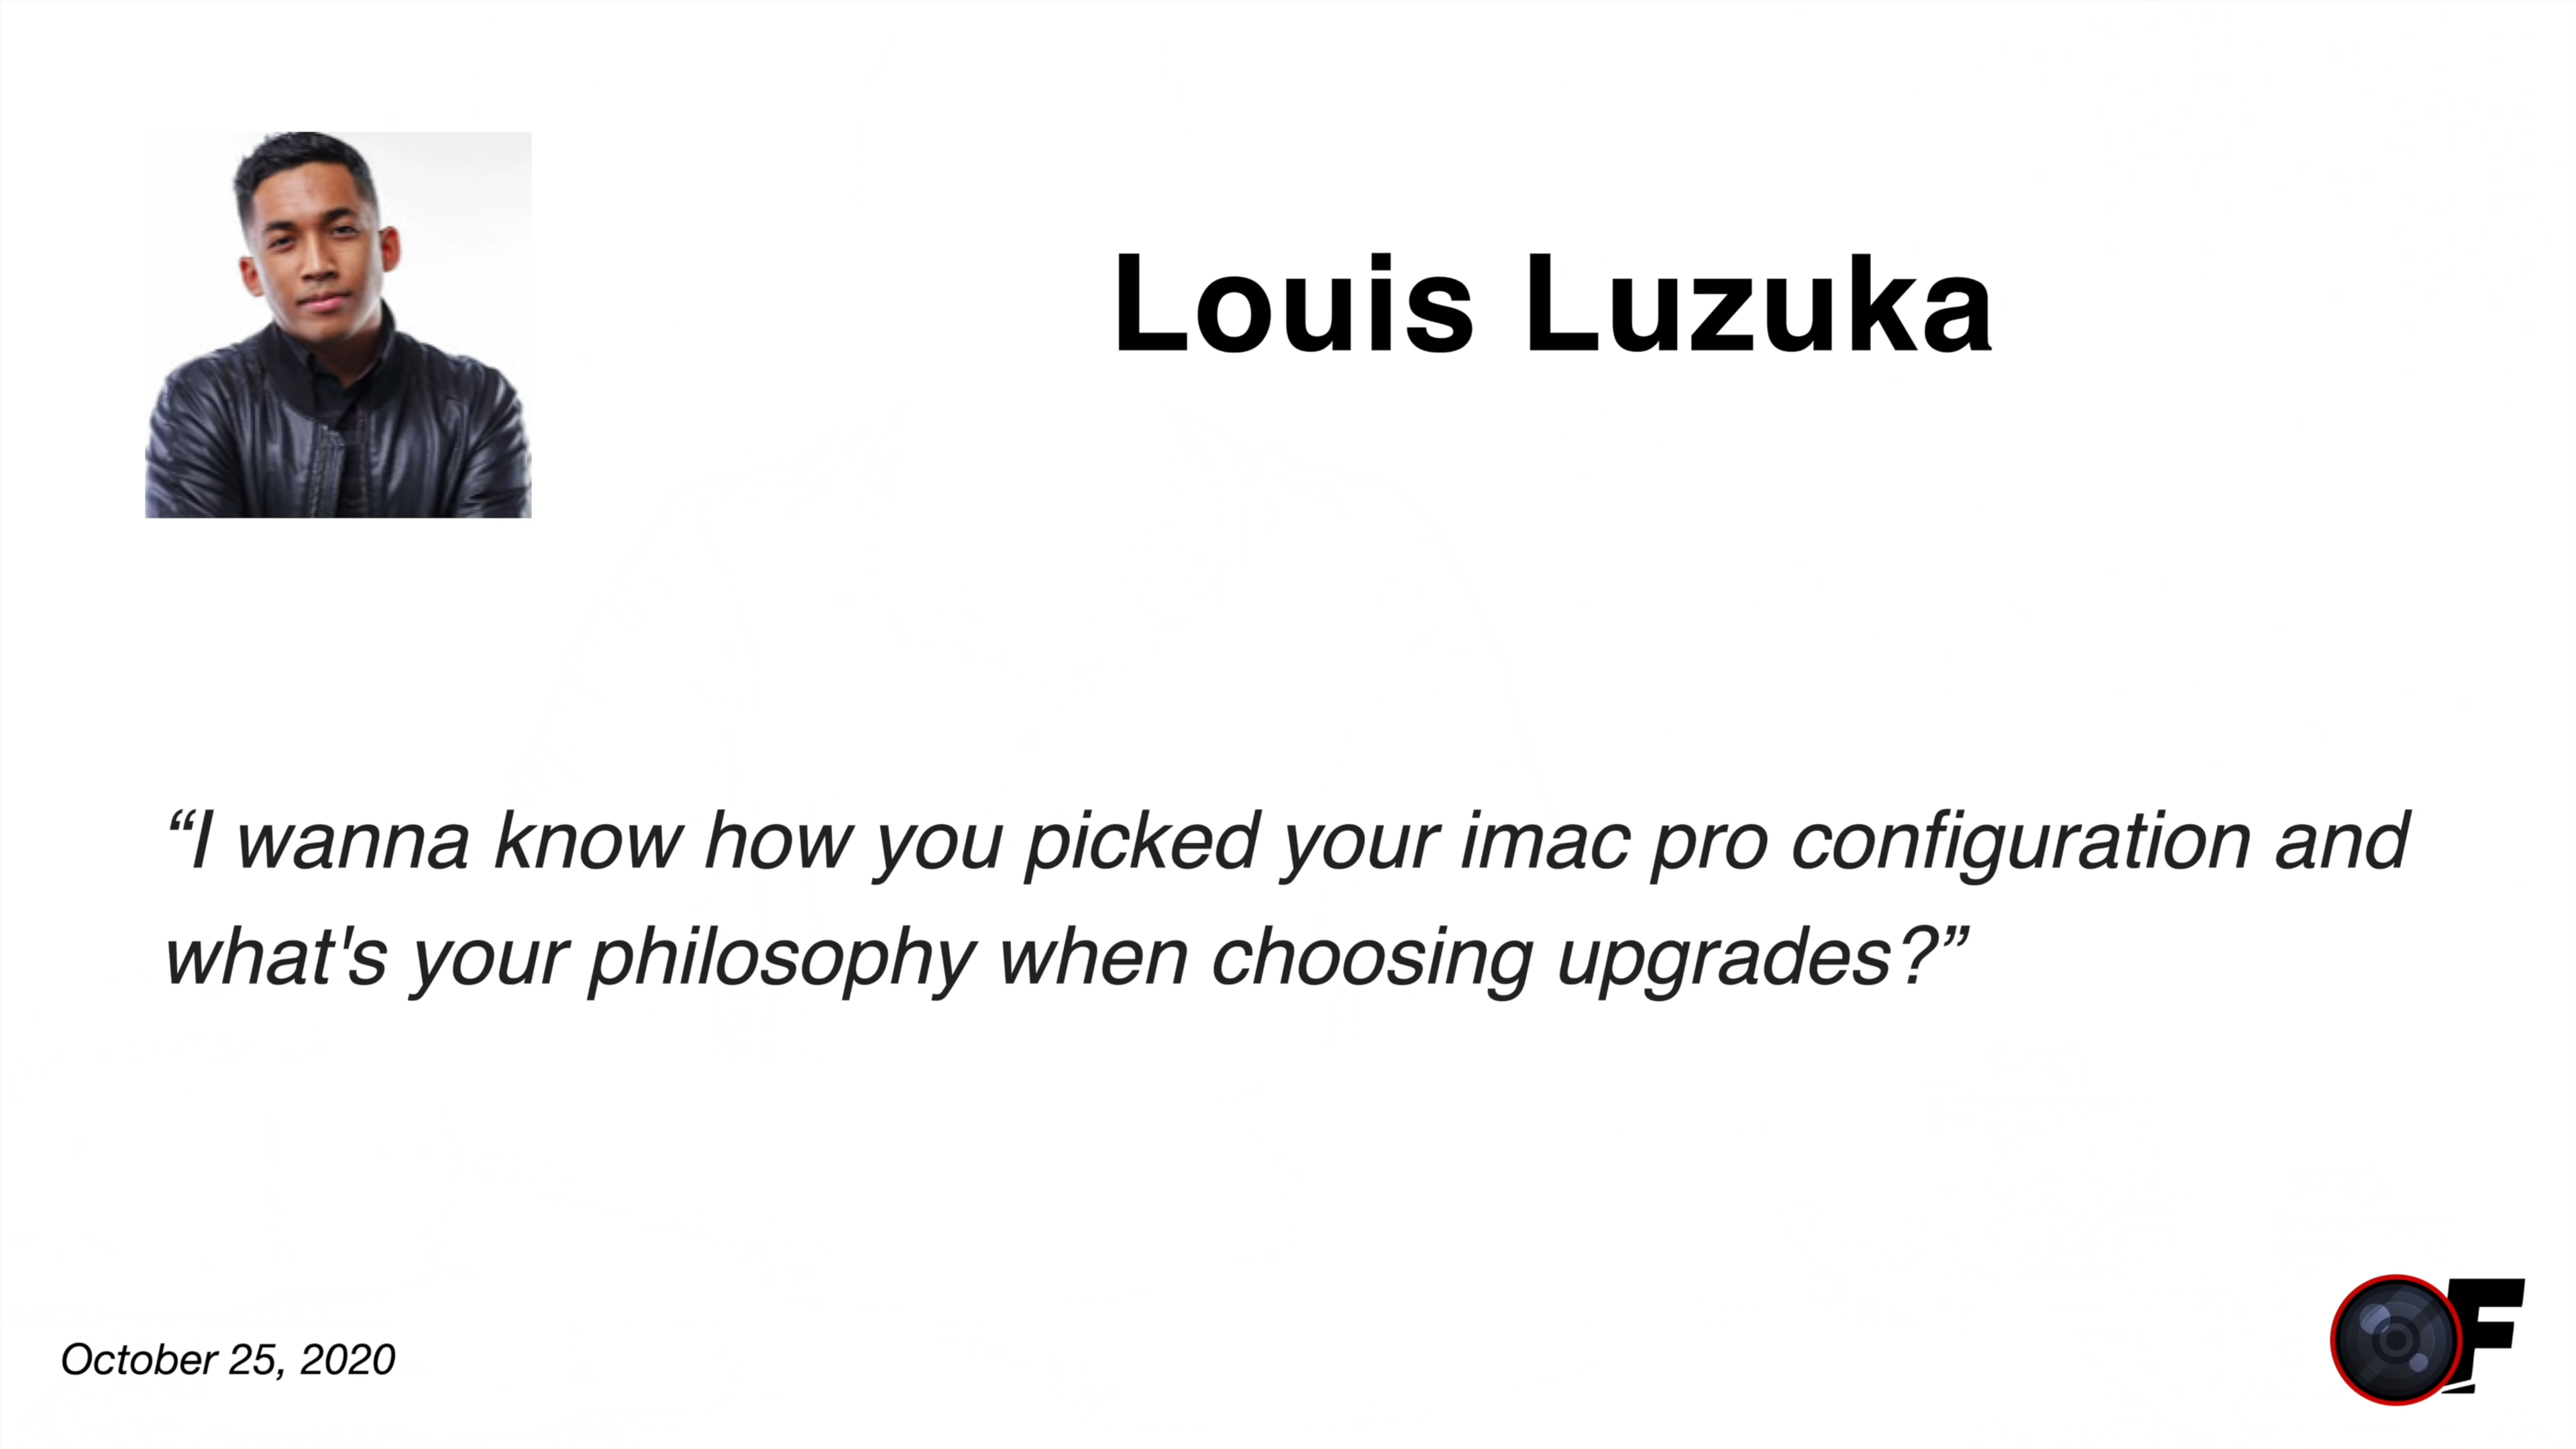 Louis Luzuka
“I wanna know how you picked your imac pro configuration and
what's your philosophy when choosing upgrades?”
October 25, 2020
F